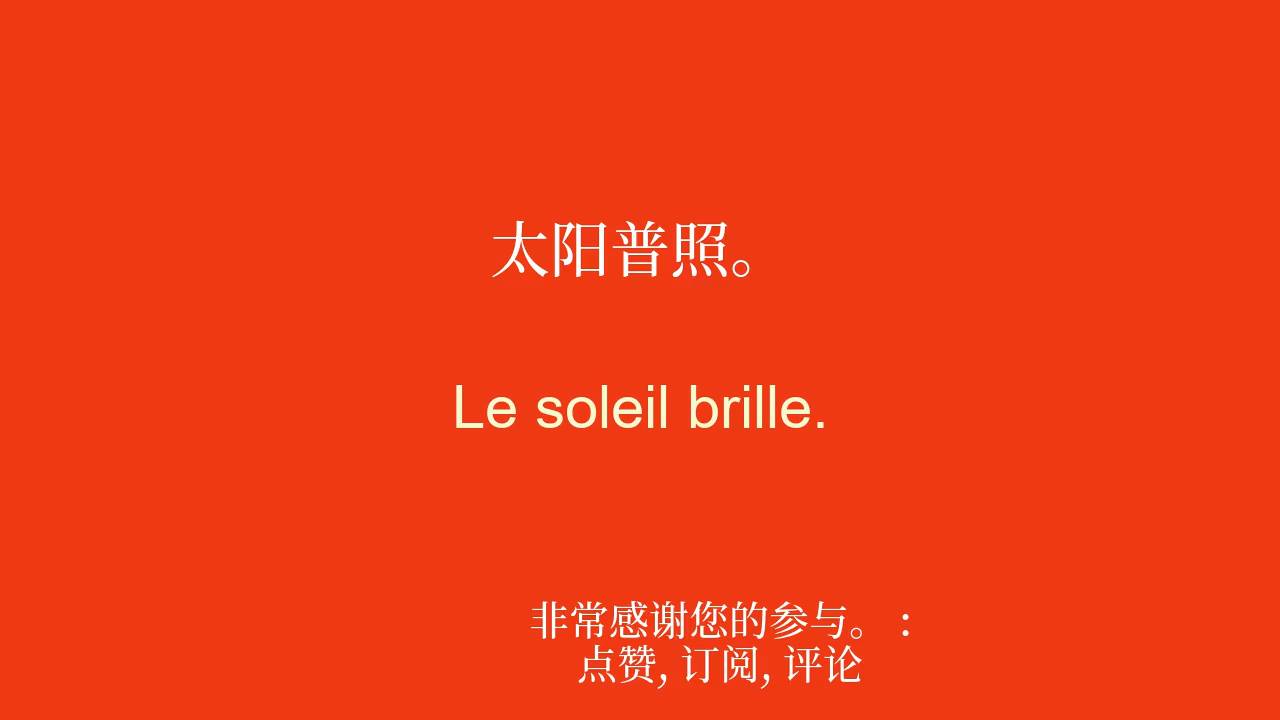 太阳普照。
Le soleil brille.
非常感谢您的参与。 :
点赞, 订阅, 评论